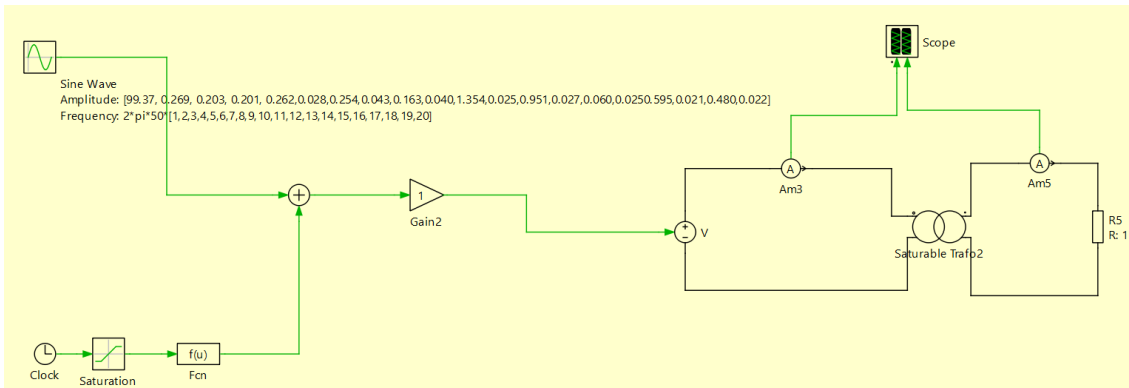 Scope
Sine Wave
Amplitude: [99.37, 0.269, 0.203, 0.201, 0.262,0.028,0.254,0.043,0.163,0.040,1.354,0.025,0.951,0.027,0.060,0.0250.595,0.021,0.480,0.022]
Frequency: 2*pi*50*[1,2,3,4,5,6,7,8,9,10,11,12,13,14,15,16,17,18,19,20]
A
Am3
A
Am5
1
Gain2
+
-
V
Saturable Trafo2
R5
R: 1
Clock
Saturation
f(u)
Fcn